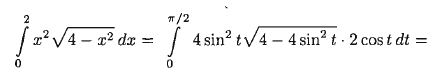 ∫₀² x²√(4 − x²) dx = ∫₀^{π/2} 4 sin² t√(4 − 4 sin² t) · 2 cos t dt =